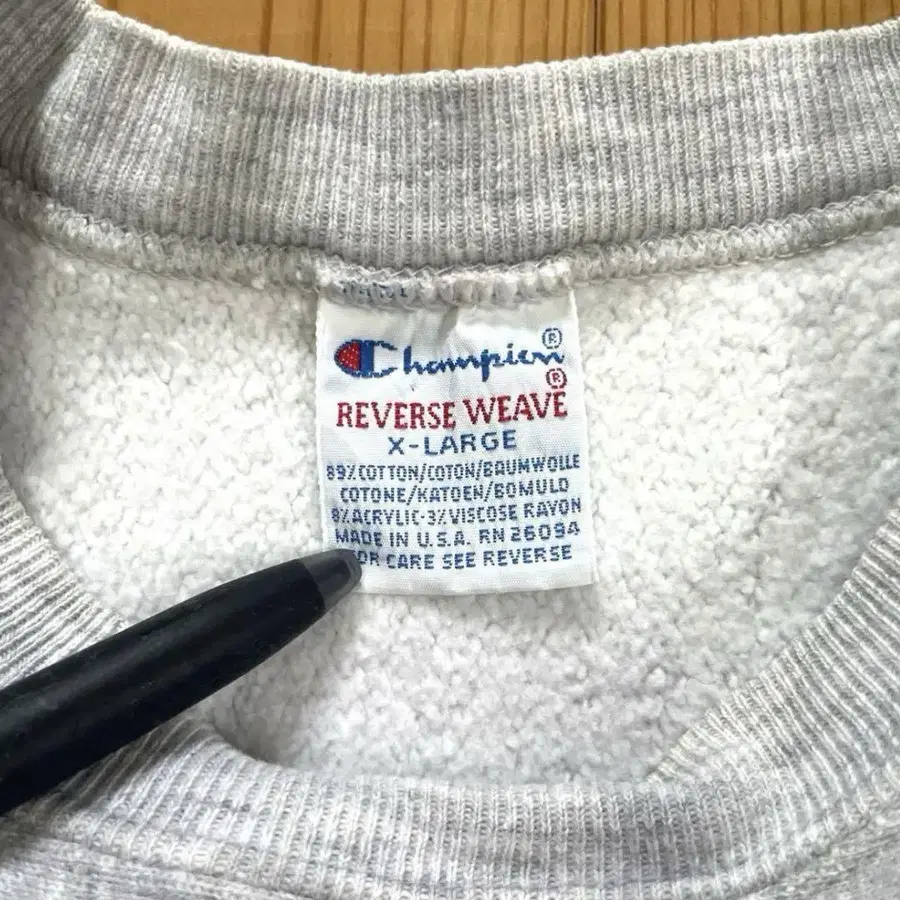 Champion®
REVERSE WEAVE®
X-LARGE
89% COTTON/COTON/BAUMWOLLE
COTONE/KATOEN/BOMULD
8% ACRYLIC-3% VISCOSE RAYON
MADE IN U.S.A. RN 26094
CARE SEE REVERSE